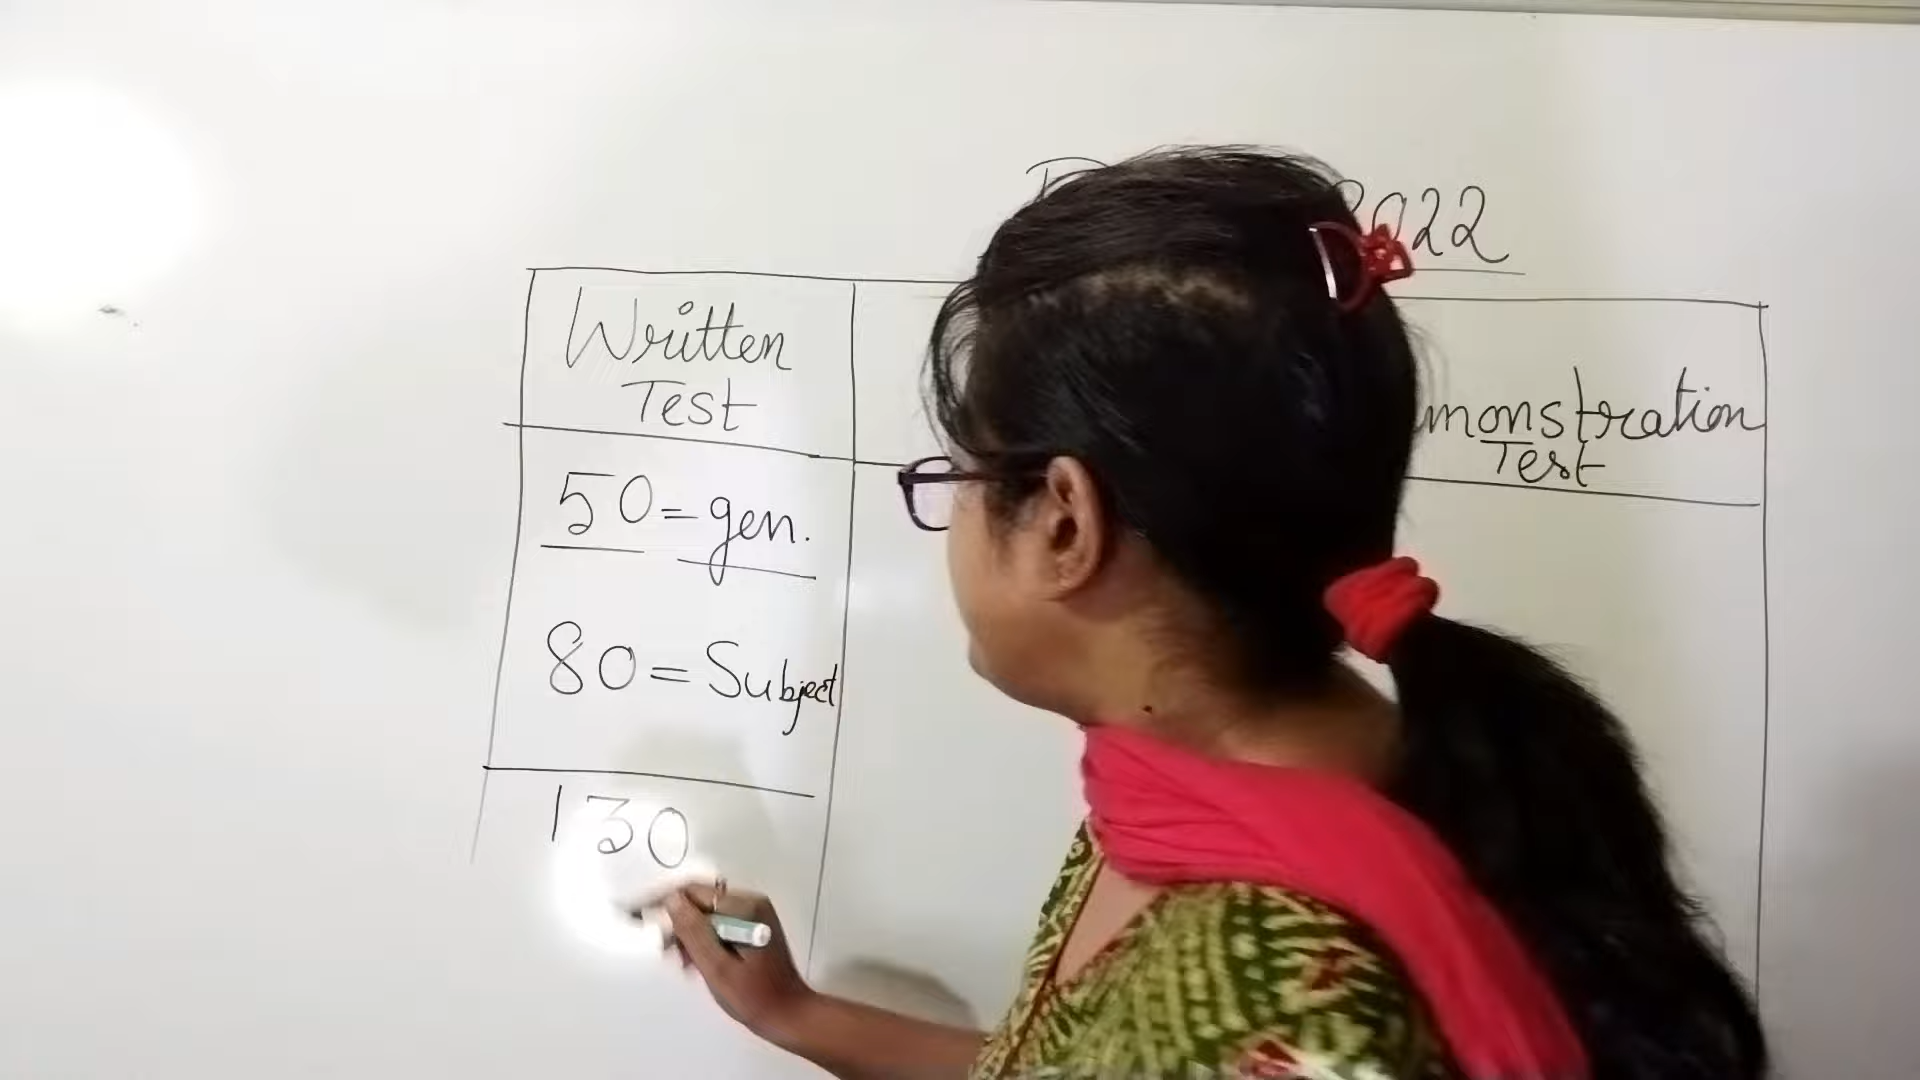 2022
Written
Test
monstration
Test
50 = gen.
80 = Subject
130